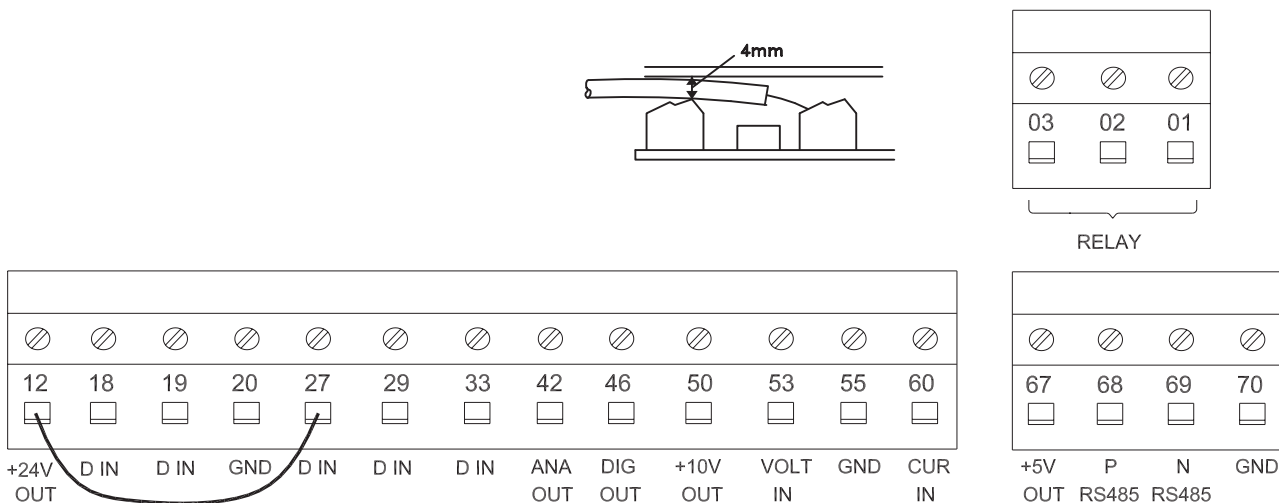 4mm
03 02 01
RELAY
12 18 19 20 27 29 33 42 46 50 53 55 60
+24V D IN D IN GND D IN D IN D IN ANA DIG +10V VOLT GND CUR
OUT OUT OUT OUT IN IN
67 68 69 70
+5V P N GND
OUT RS485 RS485